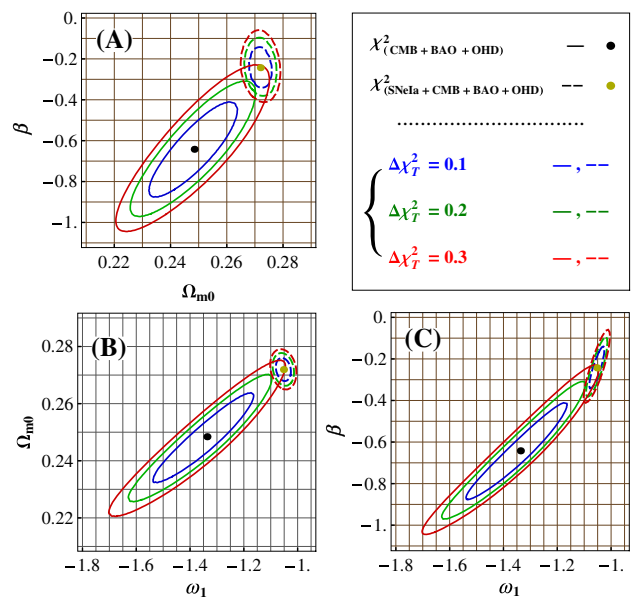 (A)
0.
−0.2
−0.4
−0.6
−0.8
−1.
β
0.22 0.24 0.26 0.28
Ωm0
χ²(CMB + BAO + OHD) — ●
χ²(SNeIa + CMB + BAO + OHD) −− ●
..............................
Δχ²T = 0.1 — , −−
{ Δχ²T = 0.2 — , −−
Δχ²T = 0.3 — , −−
(B)
0.28
0.26
0.24
0.22
Ωm0
−1.8 −1.6 −1.4 −1.2 −1.
ω1
(C)
0.
−0.2
−0.4
−0.6
−0.8
−1.
β
−1.8 −1.6 −1.4 −1.2 −1.
ω1